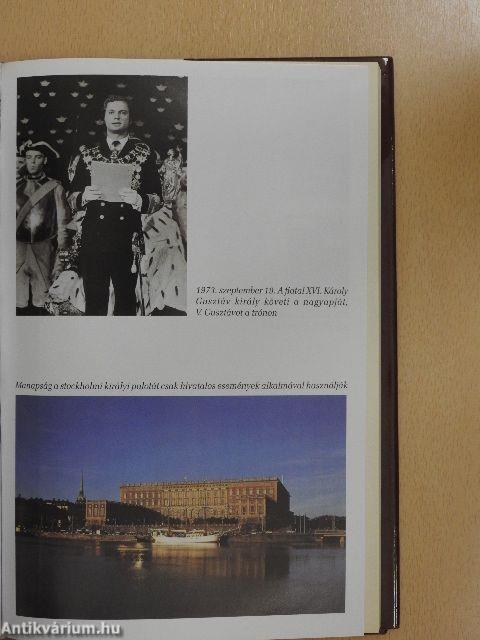 1973. szeptember 19. A fiatal XVI. Károly
Gusztáv király követi a nagyapját,
V. Gusztávot a trónon
Manapság a stockholmi királyi palotát csak hivatalos események alkalmával használják
Antikvárium.hu